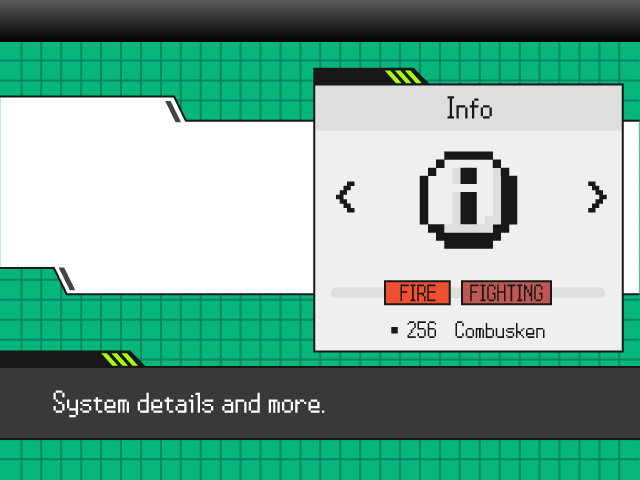 Info
FIRE FIGHTING
▪ 256 Combusken
System details and more.